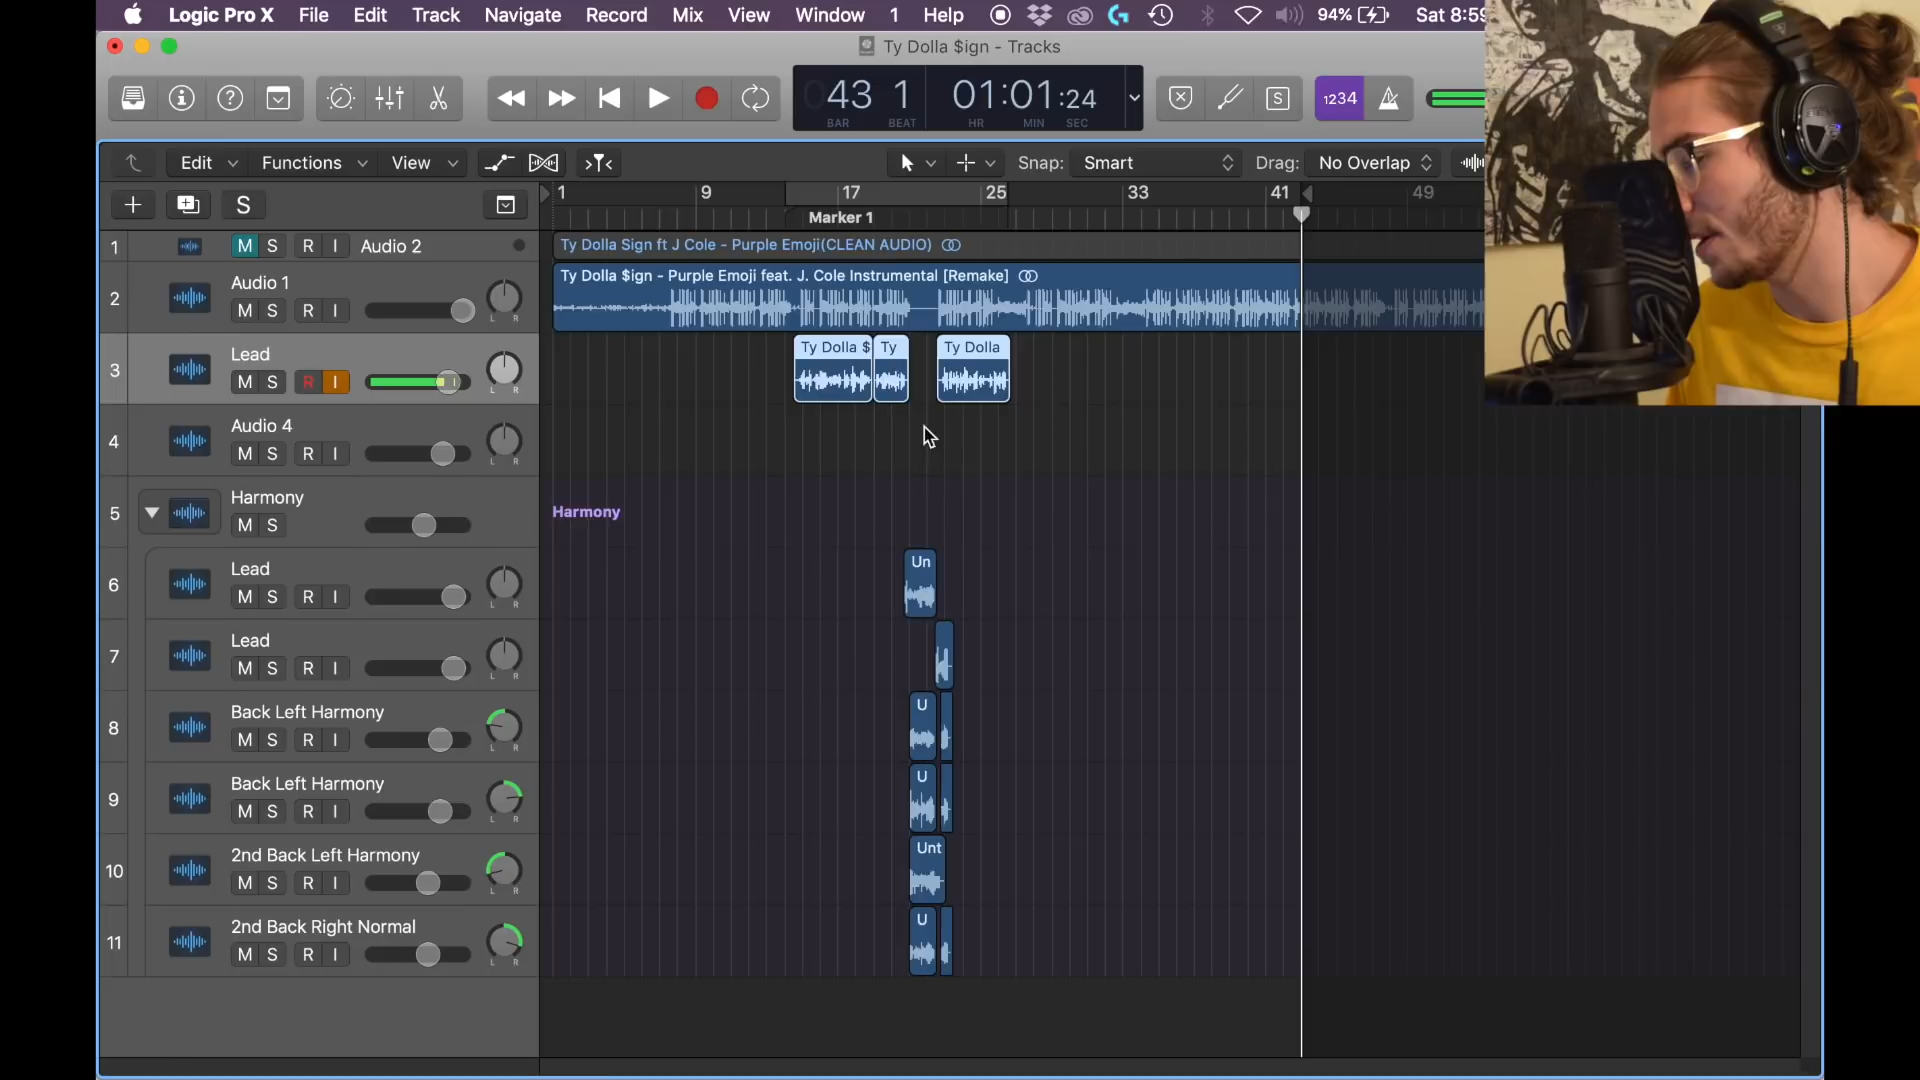 Logic Pro X File Edit Track Navigate Record Mix View Window 1 Help 94% Sat 8:59
Ty Dolla $ign - Tracks
43 1 01:01:24
BAR BEAT HR MIN SEC
S 1234
Edit Functions View Snap: Smart Drag: No Overlap
S 1 9 17 25 33 41 49
Marker 1
1 M S R I Audio 2 Ty Dolla Sign ft J Cole - Purple Emoji(CLEAN AUDIO)
2 Audio 1 Ty Dolla $ign - Purple Emoji feat. J. Cole Instrumental [Remake]
M S R I L R
3 Lead Ty Dolla $ Ty Ty Dolla
M S R I L R
4 Audio 4
M S R I L R
5 Harmony Harmony
M S
6 Lead Un
M S R I L R
7 Lead
M S R I L R
8 Back Left Harmony U
M S R I L R
9 Back Left Harmony U
M S R I L R
10 2nd Back Left Harmony Unt
M S R I L R
11 2nd Back Right Normal U
M S R I L R